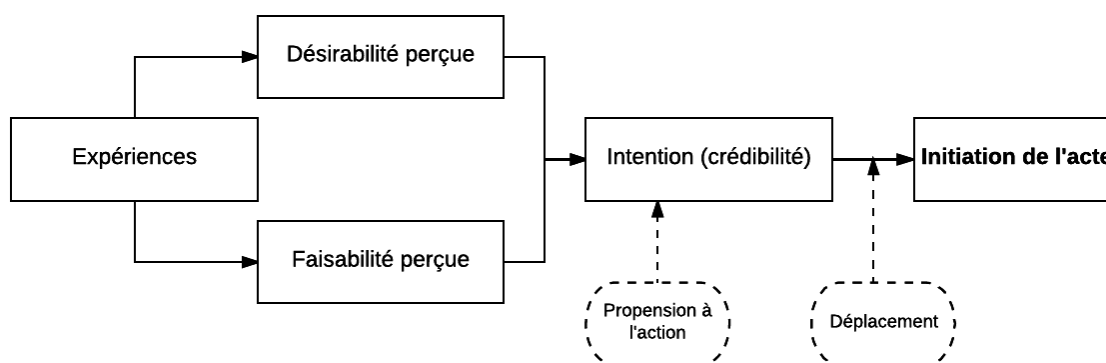 Désirabilité perçue
Expériences
Intention (crédibilité)
Initiation de l'acte
Faisabilité perçue
Propension à
l'action
Déplacement